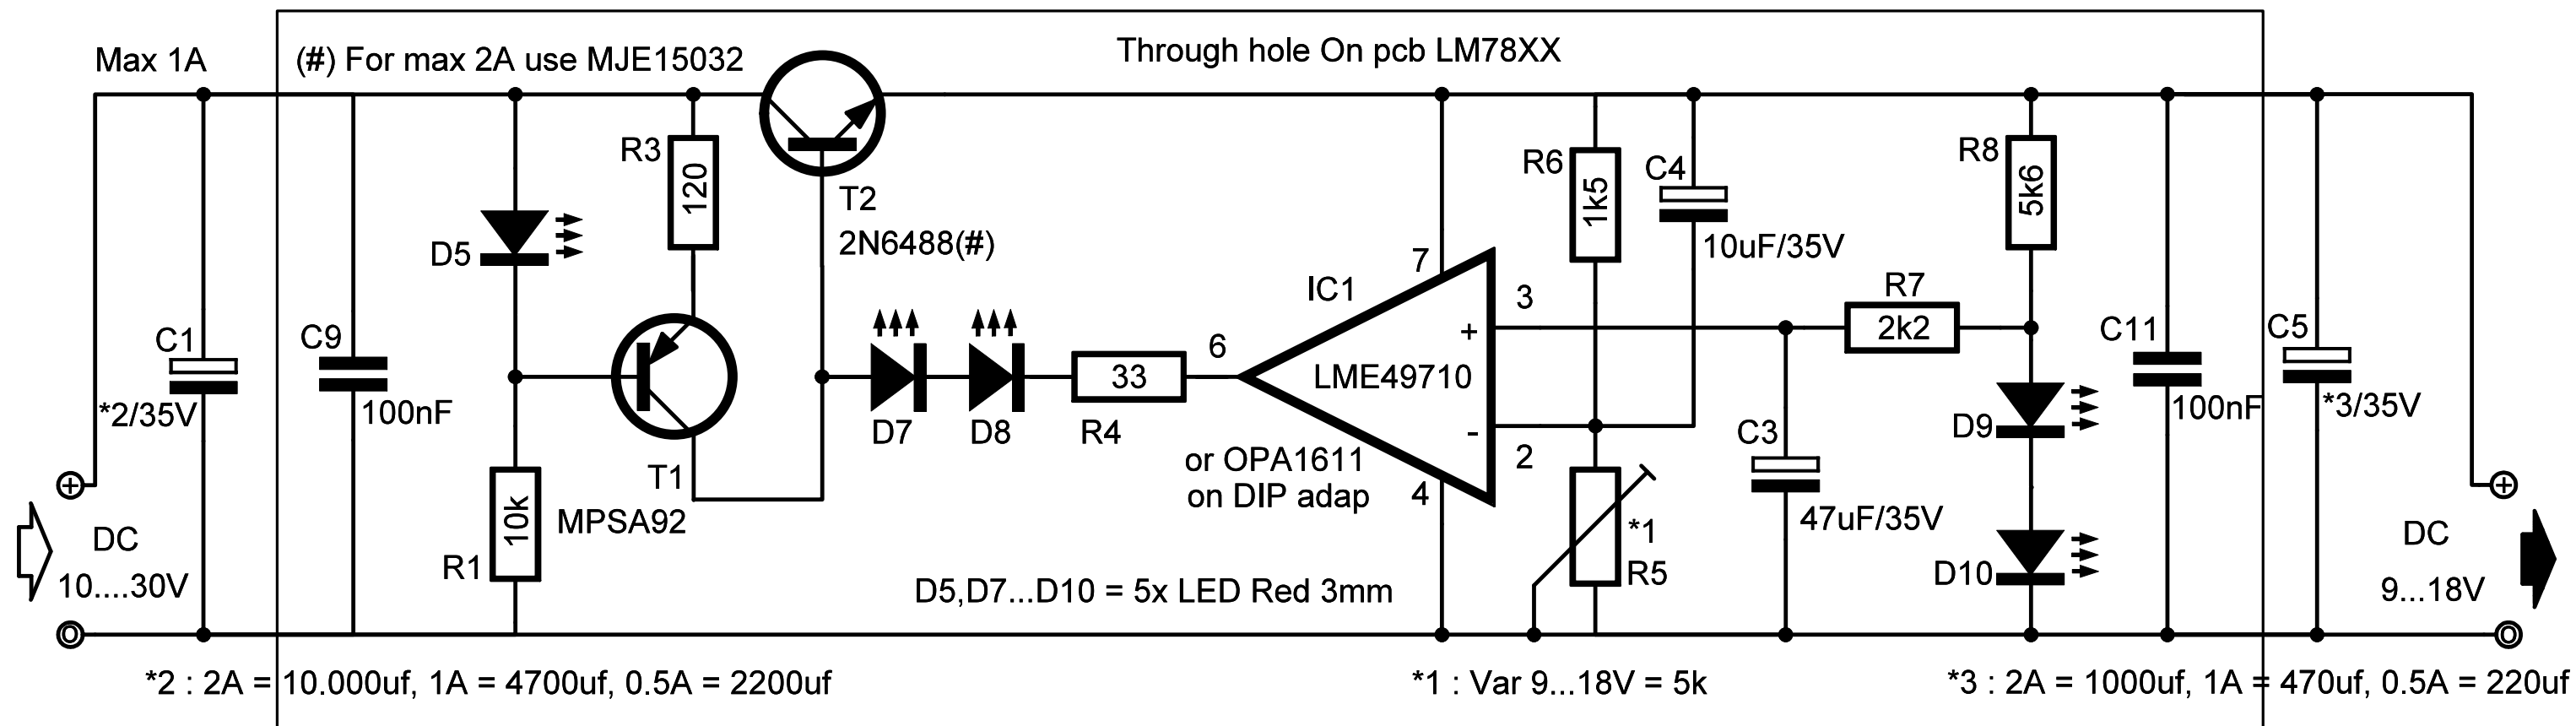 Max 1A
(#) For max 2A use MJE15032
Through hole On pcb LM78XX
R3
120
T2
2N6488(#)
D5
R6
1k5
C4
10uF/35V
R8
5k6
7
IC1
3
+
R7
2k2
C1
*2/35V
C9
100nF
6
LME49710
33
R4
D7
D8
-
2
C3
47uF/35V
C11
100nF
C5
*3/35V
D9
T1
MPSA92
or OPA1611
on DIP adap
4
+
DC
10....30V
0
R1
10k
*1
R5
D10
D5,D7...D10 = 5x LED Red 3mm
+
DC
9...18V
0
*2 : 2A = 10.000uf, 1A = 4700uf, 0.5A = 2200uf
*1 : Var 9...18V = 5k
*3 : 2A = 1000uf, 1A = 470uf, 0.5A = 220uf